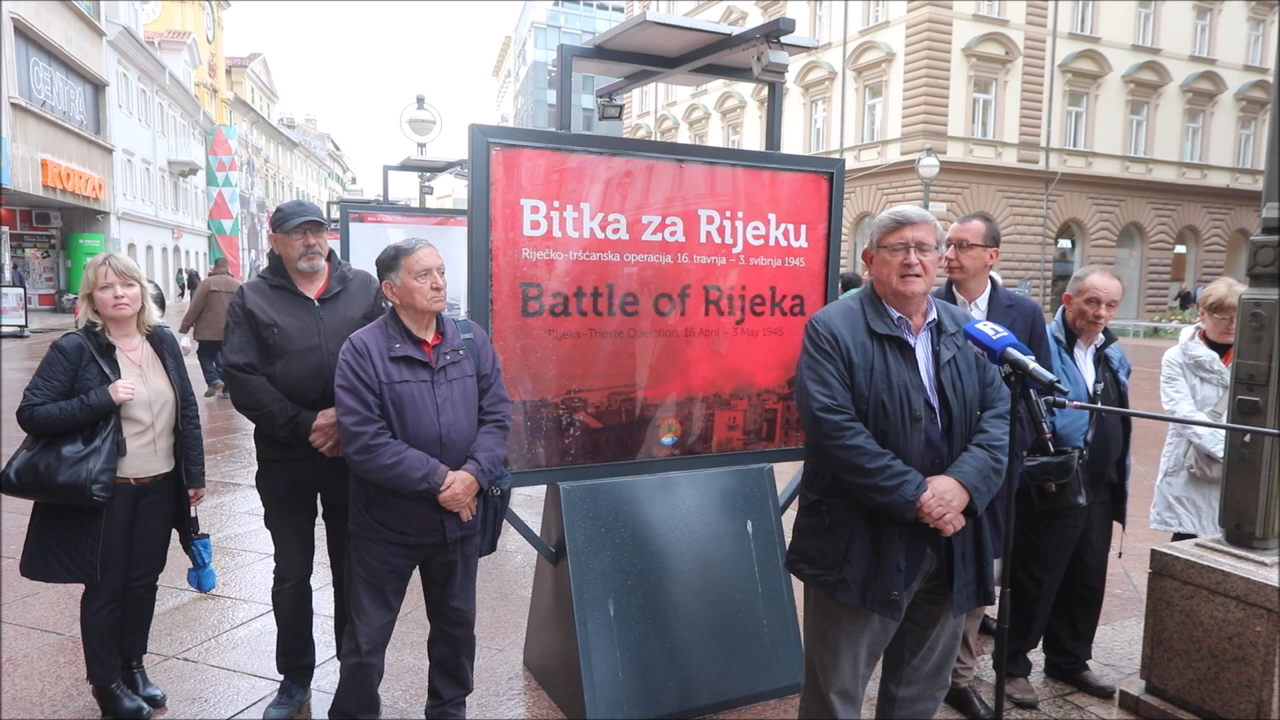 CENTRA
KORZO
Bitka za Rijeku
Riječko-tršćanska operacija, 16. travnja – 3. svibnja 1945.
Battle of Rijeka
Rijeka–Trieste Operation, 16 April – 3 May 1945